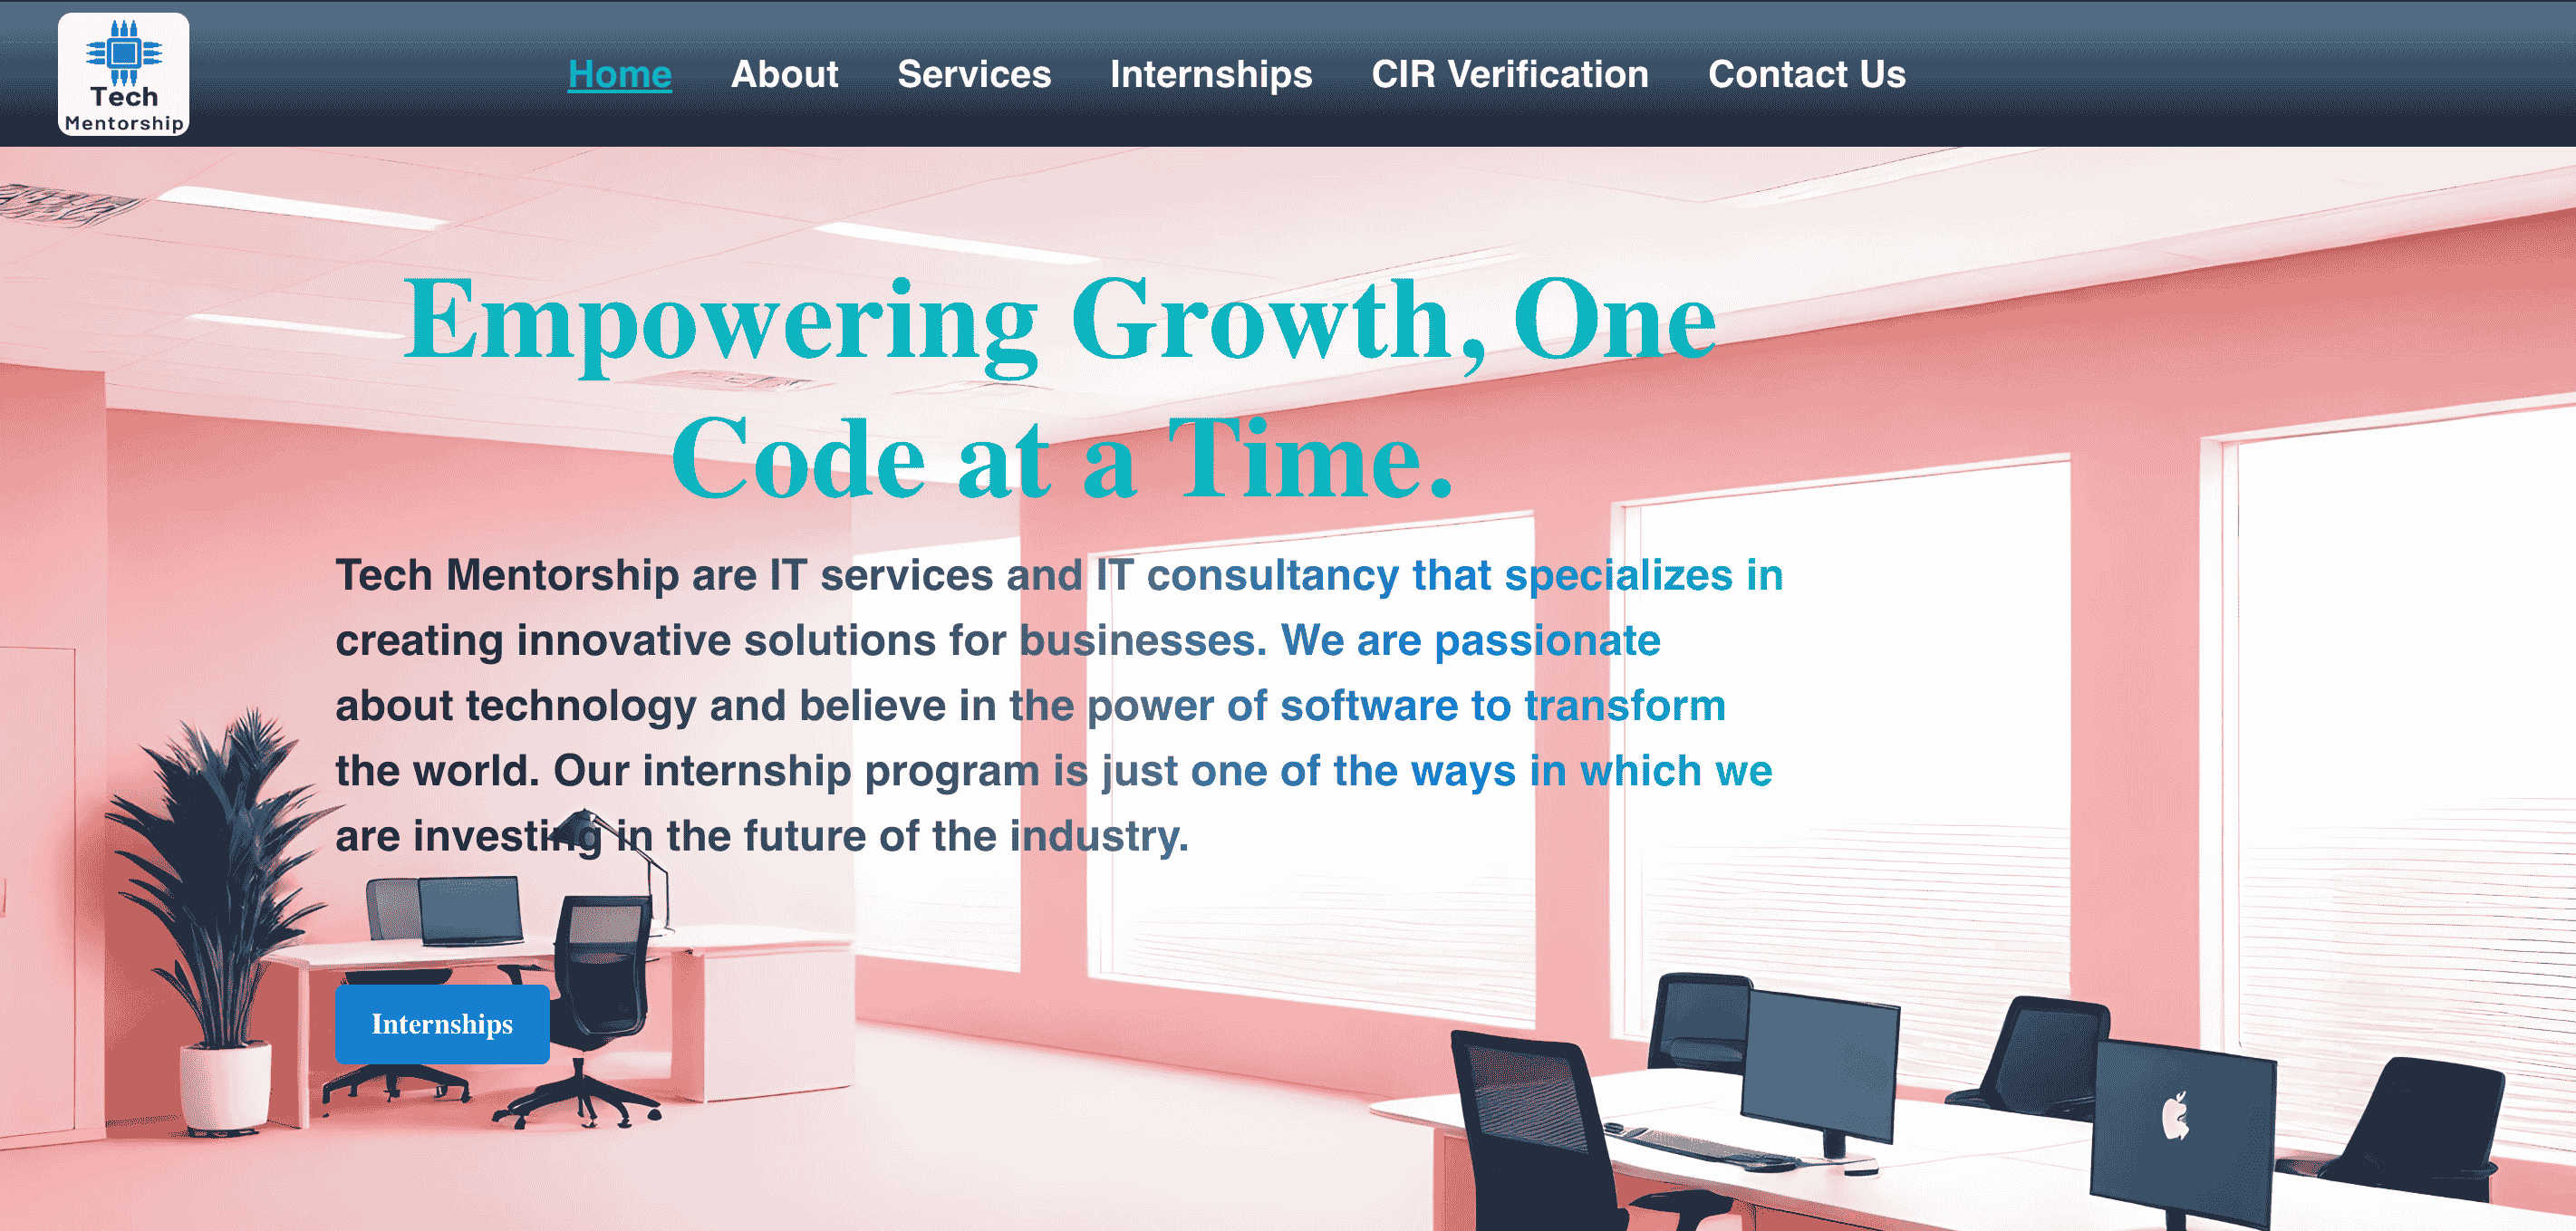 Tech
Mentorship
Home About Services Internships CIR Verification Contact Us
Empowering Growth, One
Code at a Time.
Tech Mentorship are IT services and IT consultancy that specializes in
creating innovative solutions for businesses. We are passionate
about technology and believe in the power of software to transform
the world. Our internship program is just one of the ways in which we
are investing in the future of the industry.
Internships